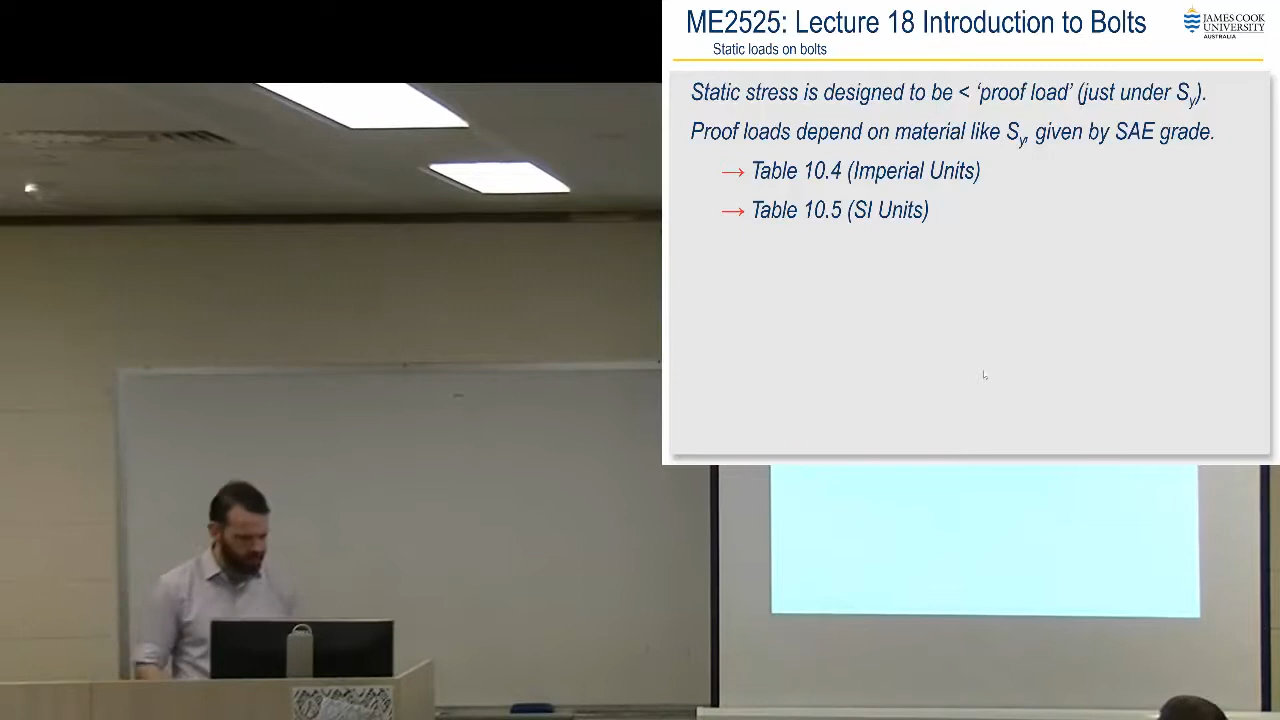 ME2525: Lecture 18 Introduction to Bolts
Static loads on bolts
JAMES COOK
UNIVERSITY
AUSTRALIA
Static stress is designed to be < ‘proof load’ (just under Sy).
Proof loads depend on material like Sy, given by SAE grade.
→ Table 10.4 (Imperial Units)
→ Table 10.5 (SI Units)